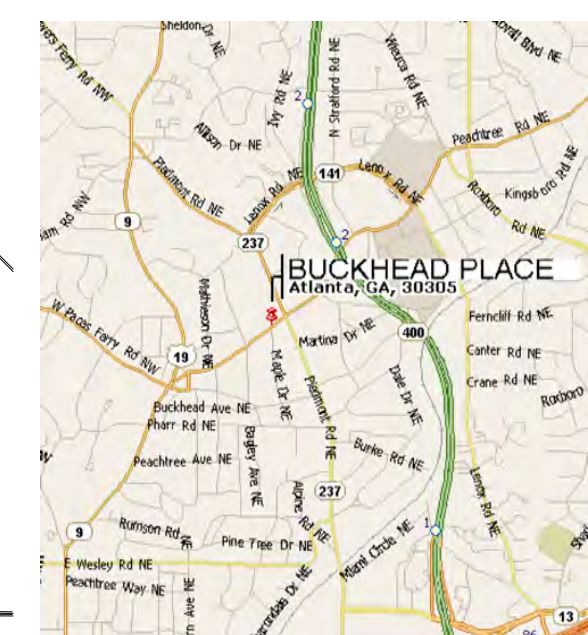 Sheldon Dr NE
Ivy Rd NE
N Stratford Rd NE
Wieuca Rd NE
2
Allison Dr NE
Peachtree Rd NE
Piedmont Rd NE
Lenox Rd NE
141
Lenox Rd NE
Roxboro Rd NE
Kingsboro Rd NE
9
237
2
BUCKHEAD PLACE
Atlanta, GA, 30305
W Paces Ferry Rd NW
Mathieson Dr NE
19
Martina Dr NE
400
Ferncliff Rd NE
Canter Rd NE
Crane Rd NE
Roxboro
Maple Dr NE
Piedmont Rd NE
Dale Dr NE
Buckhead Ave NE
Pharr Rd NE
Peachtree Ave NE
Bagley Ave NE
Burke Rd NE
237
Alpine Rd NE
Lenox Rd NE
9
Rumson Rd NE
Pine Tree Dr NE
Miami Circle NE
1
E Wesley Rd NE
Peachtree Way NE
Ave NE
Dr NE
13